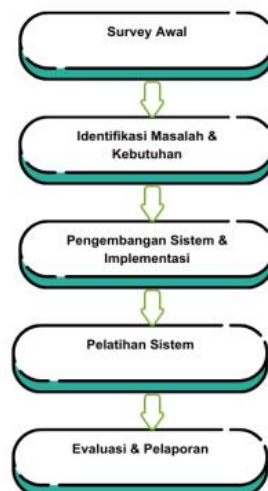 Survey Awal
Identifikasi Masalah &
Kebutuhan
Pengembangan Sistem &
Implementasi
Pelatihan Sistem
Evaluasi & Pelaporan